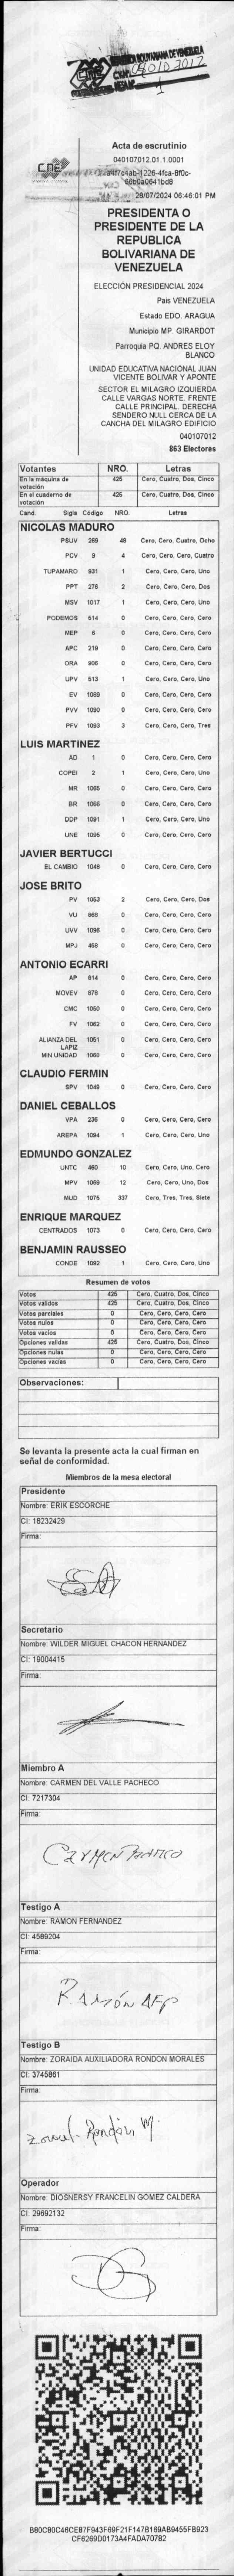 CNE
REPÚBLICA BOLIVARIANA DE VENEZUELA
040107012
1
Acta de escrutinio
040107012.01.1.0001
CNE
28/07/2024 06:46:01 PM
PRESIDENTA O
PRESIDENTE DE LA
REPUBLICA
BOLIVARIANA DE
VENEZUELA
ELECCIÓN PRESIDENCIAL 2024
Pais VENEZUELA
Estado EDO. ARAGUA
Municipio MP. GIRARDOT
Parroquia PQ. ANDRES ELOY
BLANCO
UNIDAD EDUCATIVA NACIONAL JUAN
VICENTE BOLIVAR Y APONTE
SECTOR EL MILAGRO IZQUIERDA
CALLE VARGAS NORTE. FRENTE
CALLE PRINCIPAL. DERECHA
SENDERO NULL CERCA DE LA
CANCHA DEL MILAGRO EDIFICIO
040107012
863 Electores
Votantes NRO. Letras
En la máquina de votación 425 Cero, Cuatro, Dos, Cinco
En el cuaderno de votación 425 Cero, Cuatro, Dos, Cinco
Cand. Sigla Código NRO. Letras
NICOLAS MADURO
PSUV 269 48 Cero, Cero, Cuatro, Ocho
PCV 9 4 Cero, Cero, Cero, Cuatro
TUPAMARO 931 1 Cero, Cero, Cero, Uno
PPT 276 2 Cero, Cero, Cero, Dos
MSV 1017 1 Cero, Cero, Cero, Uno
PODEMOS 514 0 Cero, Cero, Cero, Cero
MEP 6 0 Cero, Cero, Cero, Cero
APC 219 0 Cero, Cero, Cero, Cero
ORA 906 0 Cero, Cero, Cero, Cero
UPV 513 1 Cero, Cero, Cero, Uno
EV 1089 0 Cero, Cero, Cero, Cero
PVV 1090 0 Cero, Cero, Cero, Cero
PFV 1093 3 Cero, Cero, Cero, Tres
LUIS MARTINEZ
AD 1 0 Cero, Cero, Cero, Cero
COPEI 2 1 Cero, Cero, Cero, Uno
MR 1065 0 Cero, Cero, Cero, Cero
BR 1066 0 Cero, Cero, Cero, Cero
DDP 1091 1 Cero, Cero, Cero, Uno
UNE 1095 0 Cero, Cero, Cero, Cero
JAVIER BERTUCCI
EL CAMBIO 1048 0 Cero, Cero, Cero, Cero
JOSE BRITO
PV 1053 2 Cero, Cero, Cero, Dos
VU 869 0 Cero, Cero, Cero, Cero
UVV 1096 0 Cero, Cero, Cero, Cero
MPJ 459 0 Cero, Cero, Cero, Cero
ANTONIO ECARRI
AP 614 0 Cero, Cero, Cero, Cero
MOVEV 678 0 Cero, Cero, Cero, Cero
CMC 1050 0 Cero, Cero, Cero, Cero
FV 1062 0 Cero, Cero, Cero, Cero
ALIANZA DEL LAPIZ 1051 0 Cero, Cero, Cero, Cero
MIN UNIDAD 1068 0 Cero, Cero, Cero, Cero
CLAUDIO FERMIN
SPV 1049 0 Cero, Cero, Cero, Cero
DANIEL CEBALLOS
VPA 236 0 Cero, Cero, Cero, Cero
AREPA 1094 1 Cero, Cero, Cero, Uno
EDMUNDO GONZALEZ
UNTC 460 10 Cero, Cero, Uno, Cero
MPV 1069 12 Cero, Cero, Uno, Dos
MUD 1075 337 Cero, Tres, Tres, Siete
ENRIQUE MARQUEZ
CENTRADOS 1073 0 Cero, Cero, Cero, Cero
BENJAMIN RAUSSEO
CONDE 1092 1 Cero, Cero, Cero, Uno
Resumen de votos
Votos 425 Cero, Cuatro, Dos, Cinco
Votos válidos 425 Cero, Cuatro, Dos, Cinco
Votos parciales 0 Cero, Cero, Cero, Cero
Votos nulos 0 Cero, Cero, Cero, Cero
Votos vacíos 0 Cero, Cero, Cero, Cero
Opciones validas 425 Cero, Cuatro, Dos, Cinco
Opciones nulas 0 Cero, Cero, Cero, Cero
Opciones vacías 0 Cero, Cero, Cero, Cero
Observaciones:
Se levanta la presente acta la cual firman en
señal de conformidad.
Miembros de la mesa electoral
Presidente
Nombre: ERIK ESCORCHE
CI: 18232429
Firma:
Secretario
Nombre: WILDER MIGUEL CHACON HERNANDEZ
CI: 19004415
Firma:
Miembro A
Nombre: CARMEN DEL VALLE PACHECO
CI: 7217304
Firma:
Carmen Pacheco
Testigo A
Nombre: RAMON FERNANDEZ
CI: 4589204
Firma:
RAMÓN
Testigo B
Nombre: ZORAIDA AUXILIADORA RONDON MORALES
CI: 3745861
Firma:
Rondón M.
Operador
Nombre: DIOSNERSY FRANCELIN GOMEZ CALDERA
CI: 29692132
Firma:
B80C80C46CE87F943F69F21F147B169AB9455FB923
CF6269D0173A4FADA707B2